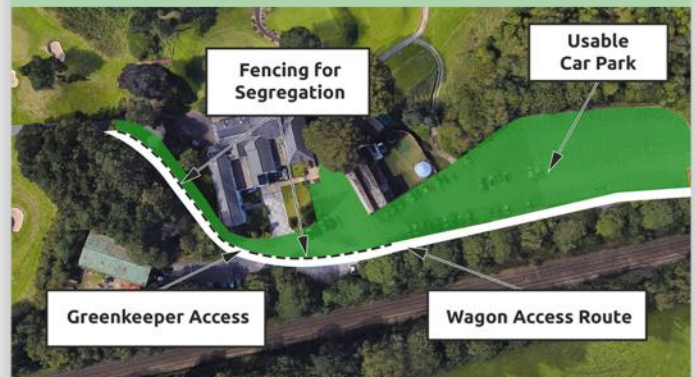 Usable
Car Park
Fencing for
Segregation
Greenkeeper Access
Wagon Access Route